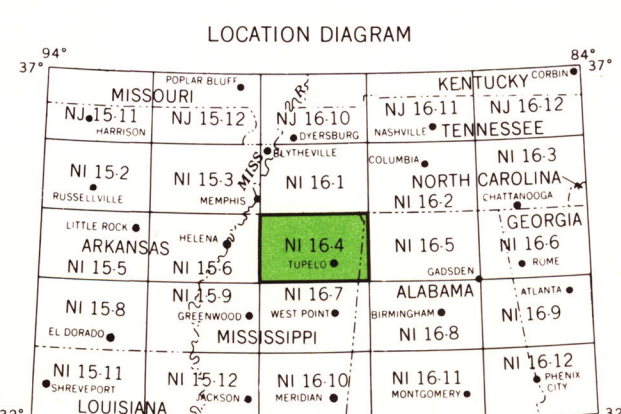 LOCATION DIAGRAM
94°
84°
37°
37°
POPLAR BLUFF
KENTUCKY
CORBIN
MISSOURI
R.
NJ 15-11
NJ 15-12
NJ 16-10
NJ 16-11
NJ 16-12
HARRISON
DYERSBURG
NASHVILLE
TENNESSEE
BLYTHEVILLE
MISS
COLUMBIA
NI 16-3
NI 15-2
NI 15-3
NI 16-1
NORTH CAROLINA
RUSSELLVILLE
MEMPHIS
NI 16-2
CHATTANOOGA
LITTLE ROCK
GEORGIA
HELENA
ARKANSAS
NI 16-4
NI 16-5
NI 16-6
NI 15-5
NI 15-6
TUPELO
ROME
GADSDEN
NI 15-9
NI 16-7
ALABAMA
ATLANTA
NI 15-8
GREENWOOD
WEST POINT
BIRMINGHAM
NI 16-9
EL DORADO
MISSISSIPPI
NI 16-8
NI 15-11
NI 15-12
NI 16-10
NI 16-11
NI 16-12
SHREVEPORT
JACKSON
MERIDIAN
MONTGOMERY
PHENIX
CITY
LOUISIANA